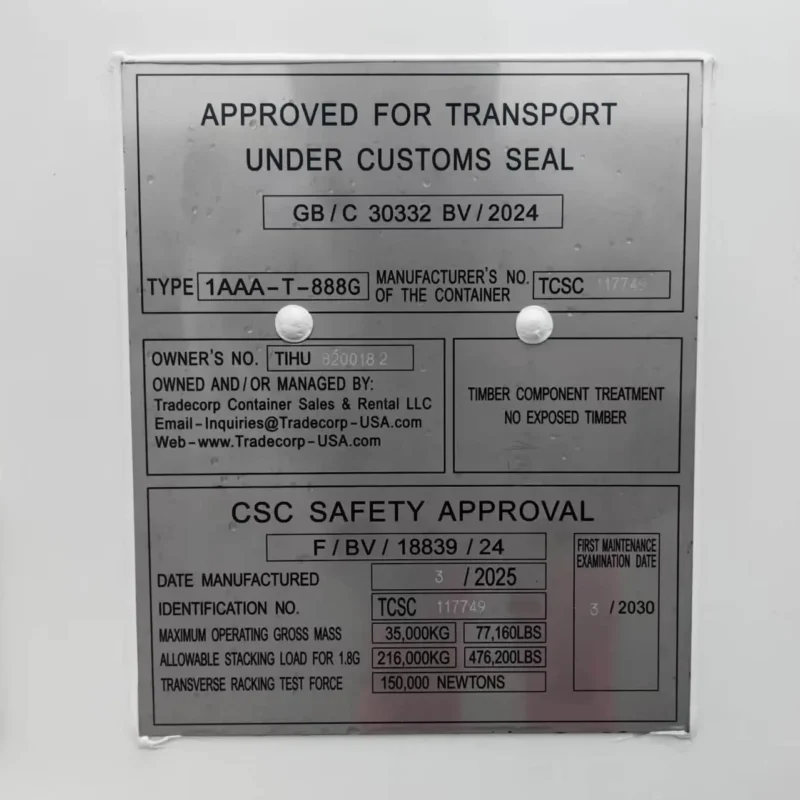 APPROVED FOR TRANSPORT
UNDER CUSTOMS SEAL
GB/C 30332 BV/2024
TYPE 1AAA-T-888G MANUFACTURER'S NO. OF THE CONTAINER TCSC 117749
OWNER'S NO. TIHU 820018 2
OWNED AND/OR MANAGED BY:
Tradecorp Container Sales & Rental LLC
Email-Inquiries@Tradecorp-USA.com
Web-www.Tradecorp-USA.com
TIMBER COMPONENT TREATMENT
NO EXPOSED TIMBER
CSC SAFETY APPROVAL
F/BV/18839/24
DATE MANUFACTURED 3 /2025
IDENTIFICATION NO. TCSC 117749
MAXIMUM OPERATING GROSS MASS 35,000KG 77,160LBS
ALLOWABLE STACKING LOAD FOR 1.8G 216,000KG 476,200LBS
TRANSVERSE RACKING TEST FORCE 150,000 NEWTONS
FIRST MAINTENANCE
EXAMINATION DATE
3 /2030